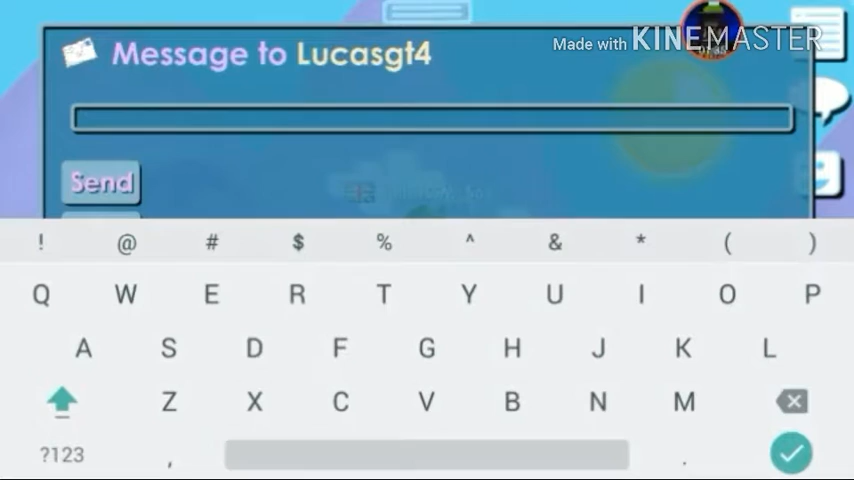 Made with KINEMASTER
Message to Lucasgt4
Send
! @ # $ % ^ & * ( )
Q W E R T Y U I O P
A S D F G H J K L
Z X C V B N M
?123 , .